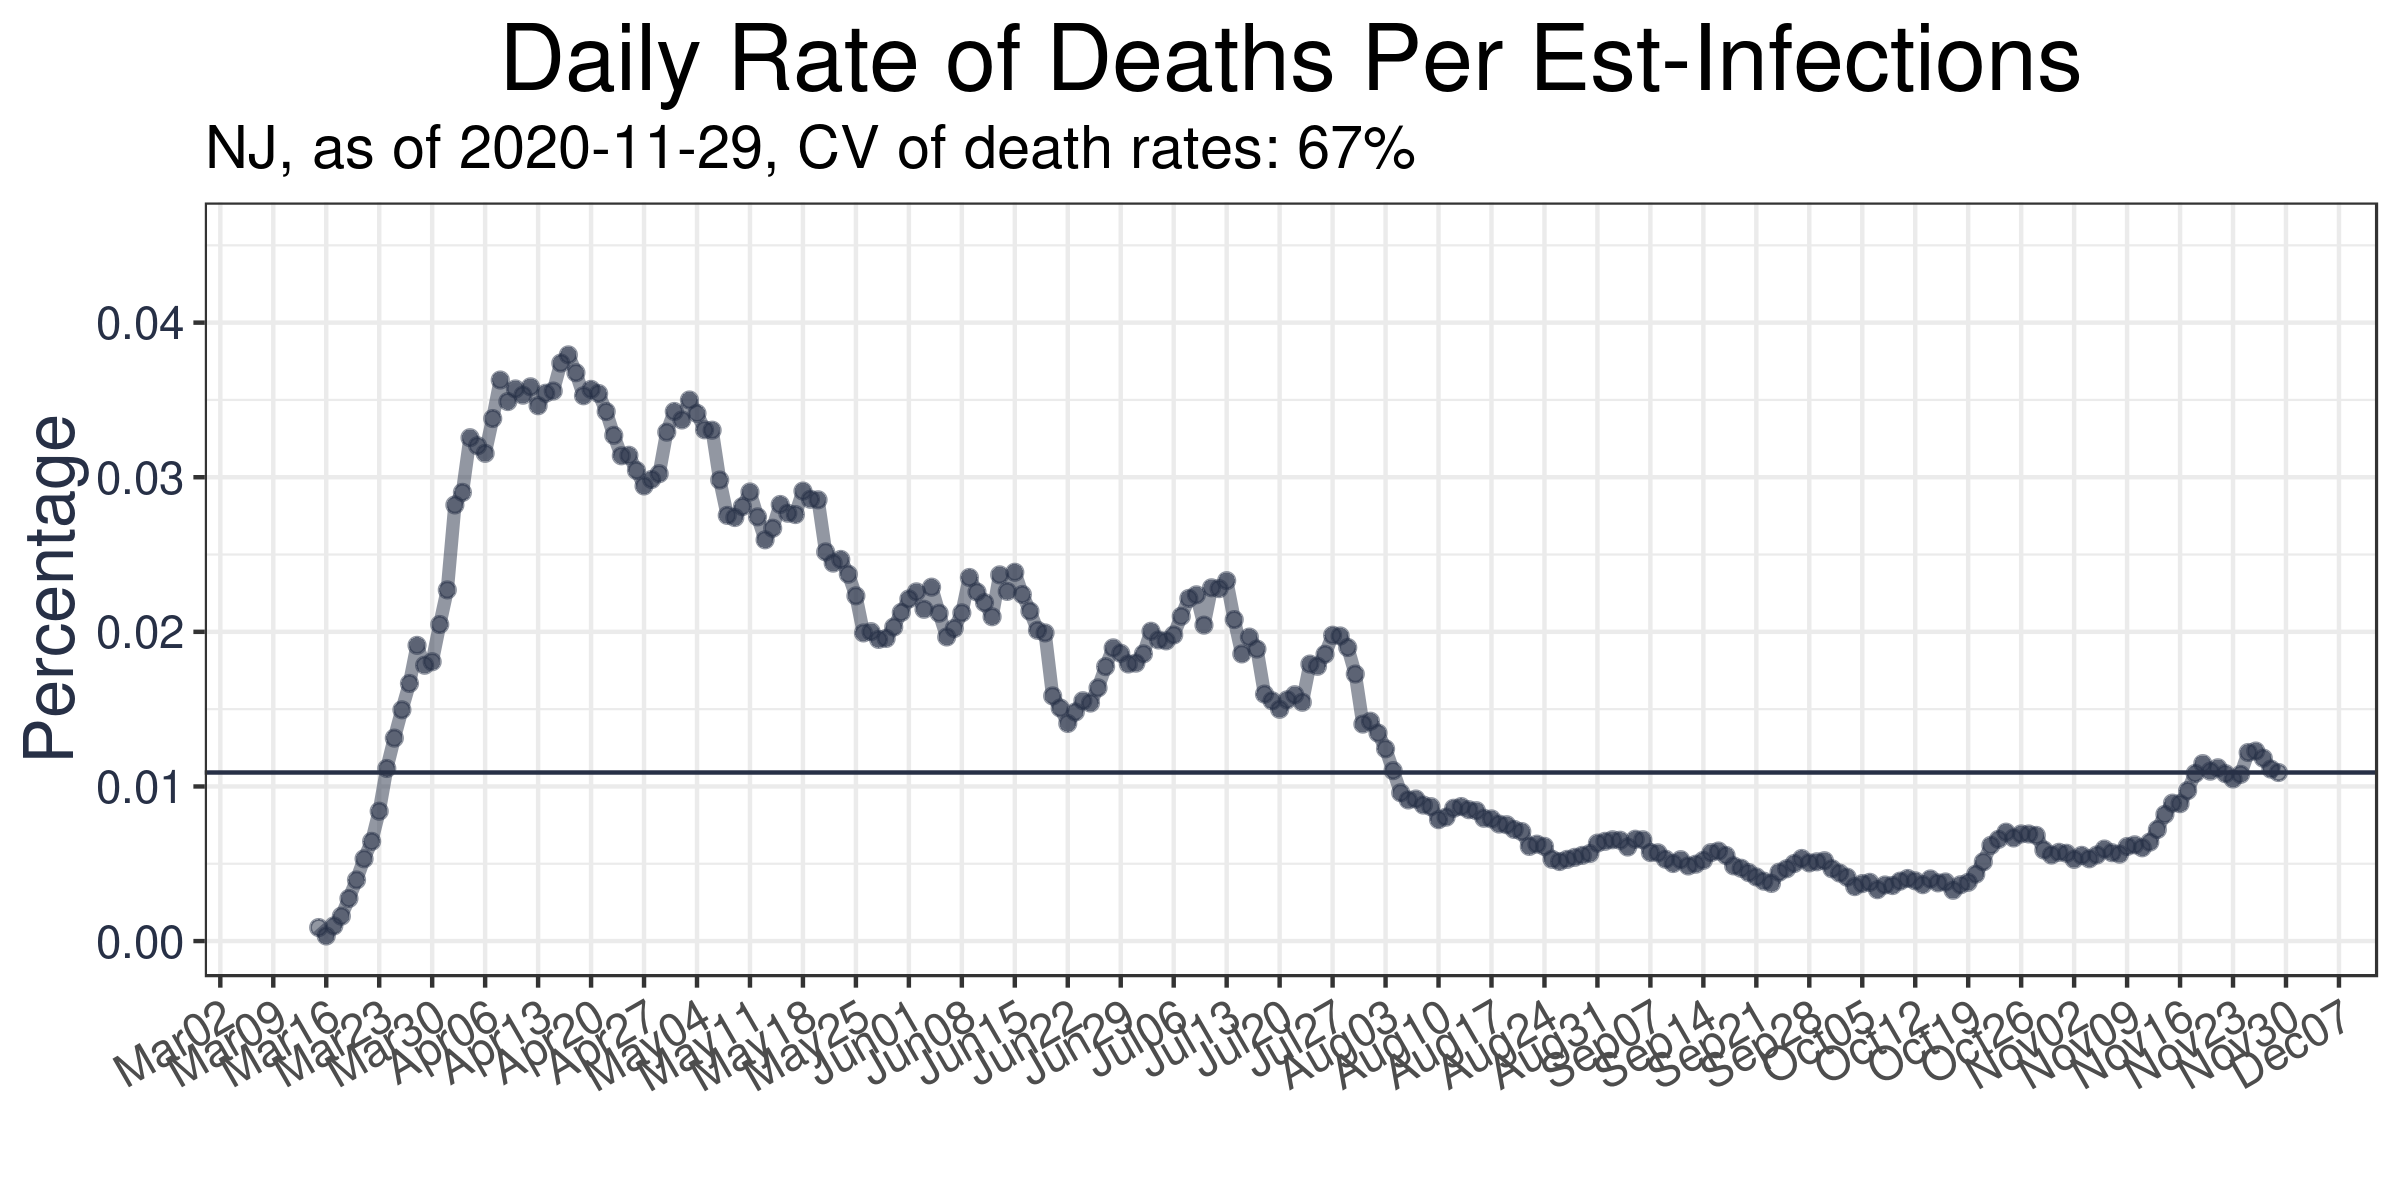 Daily Rate of Deaths Per Est-Infections
NJ, as of 2020-11-29, CV of death rates: 67%
Percentage
0.04
0.03
0.02
0.01
0.00
Mar02
Mar09
Mar16
Mar23
Mar30
Apr06
Apr13
Apr20
Apr27
May04
May11
May18
May25
Jun01
Jun08
Jun15
Jun22
Jun29
Jul06
Jul13
Jul20
Jul27
Aug03
Aug10
Aug17
Aug24
Aug31
Sep07
Sep14
Sep21
Sep28
Oct05
Oct12
Oct19
Oct26
Nov02
Nov09
Nov16
Nov23
Nov30
Dec07